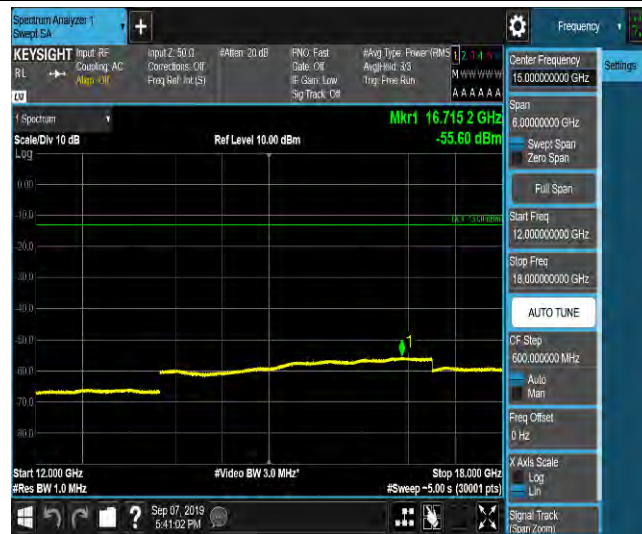 Spectrum Analyzer 1
Swept SA
Frequency
KEYSIGHT
RL
Input: RF
Coupling: AC
Align: Off
Input Z: 50 Ω
Corrections: Off
Freq Ref: Int (S)
#Atten: 20 dB
PNO: Fast
Gate: Off
IF Gain: Low
Sig Track: Off
#Avg Type: Power (RMS
Avg|Hold: 3/3
Trig: Free Run
1 2 3 4 5 6
M W W W W W
A A A A A A
1 Spectrum
Scale/Div 10 dB
Log
Ref Level 10.00 dBm
Mkr1 16.715 2 GHz
-55.60 dBm
0.00
-10.0
-20.0
-30.0
-40.0
-50.0
-60.0
-70.0
-80.0
1
Start 12.000 GHz
#Res BW 1.0 MHz
#Video BW 3.0 MHz*
Stop 18.000 GHz
#Sweep ~5.00 s (30001 pts)
Sep 07, 2019
5:41:02 PM
Center Frequency
15.000000000 GHz
Settings
Span
6.00000000 GHz
Swept Span
Zero Span
Full Span
Start Freq
12.000000000 GHz
Stop Freq
18.000000000 GHz
AUTO TUNE
CF Step
600.000000 MHz
Auto
Man
Freq Offset
0 Hz
X Axis Scale
Log
Lin
Signal Track
(Span Zoom)